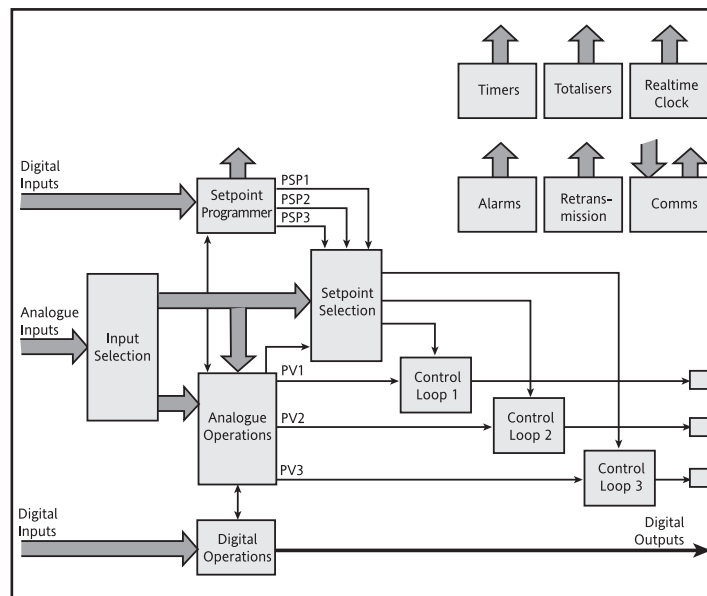 Timers
Totalisers
Realtime
Clock
Digital
Inputs
Setpoint
Programmer
PSP1
PSP2
PSP3
Alarms
Retrans-
mission
Comms
Analogue
Inputs
Input
Selection
Setpoint
Selection
Analogue
Operations
PV1
PV2
PV3
Control
Loop 1
Control
Loop 2
Control
Loop 3
Digital
Inputs
Digital
Operations
Digital
Outputs